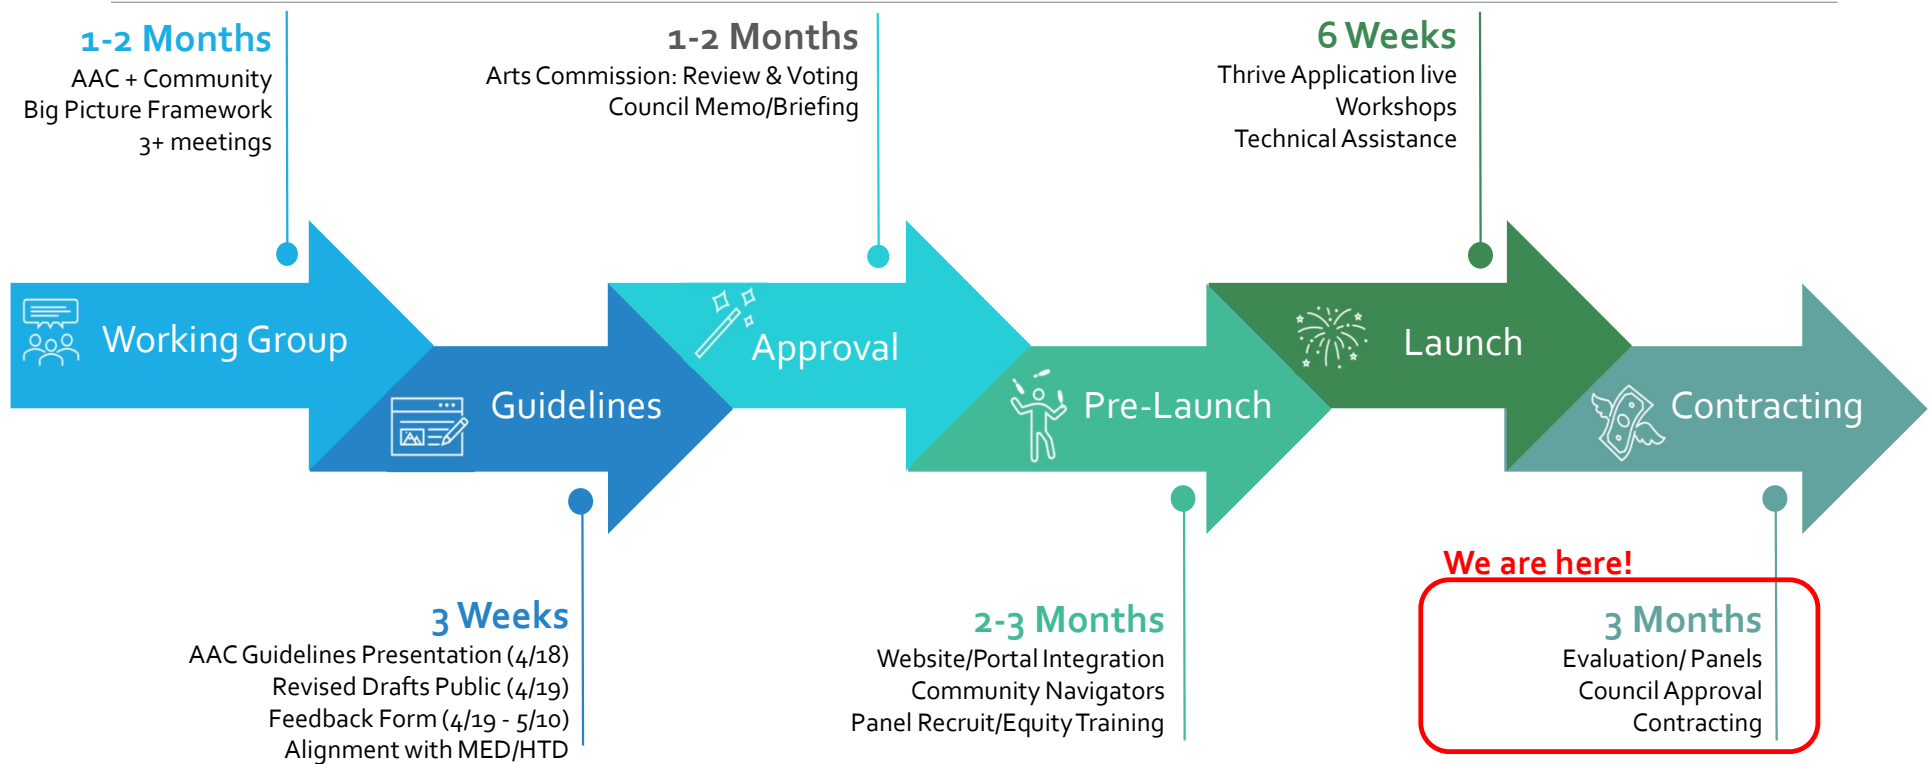 1-2 Months
AAC + Community
Big Picture Framework
3+ meetings
1-2 Months
Arts Commission: Review & Voting
Council Memo/Briefing
6 Weeks
Thrive Application live
Workshops
Technical Assistance
Working Group
Guidelines
Approval
Pre-Launch
Launch
Contracting
3 Weeks
AAC Guidelines Presentation (4/18)
Revised Drafts Public (4/19)
Feedback Form (4/19 - 5/10)
Alignment with MED/HTD
2-3 Months
Website/Portal Integration
Community Navigators
Panel Recruit/Equity Training
We are here!
3 Months
Evaluation/ Panels
Council Approval
Contracting